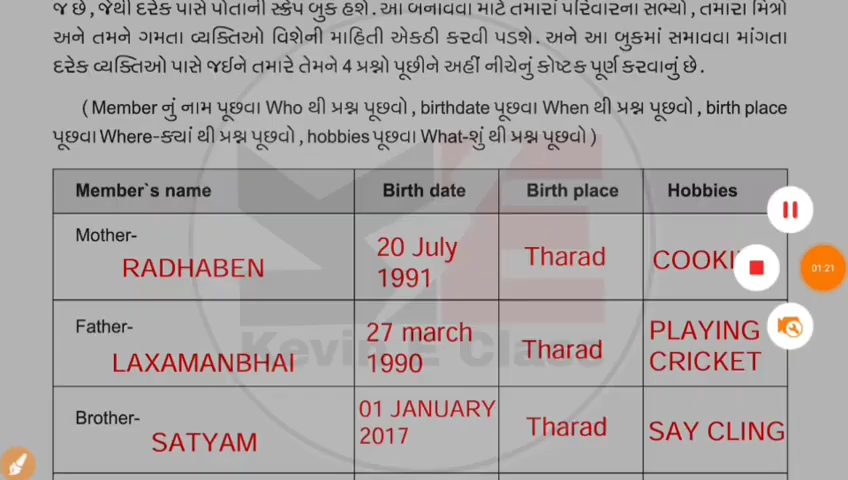 જ છે, જેથી દરેક પાસે પોતાની સ્ક્રેપ બુક હશે. આ બનાવવા માટે તમારાં પરિવારના સભ્યો, તમારા મિત્રો
અને તમને ગમતા વ્યક્તિઓ વિશેની માહિતી એકઠી કરવી પડશે. અને આ બુકમાં સમાવવા માંગતા
દરેક વ્યક્તિઓ પાસે જઈને તમારે તેમને 4 પ્રશ્નો પૂછીને અહીં નીચેનું કોષ્ટક પૂર્ણ કરવાનું છે.
(Member નું નામ પૂછવા Who થી પ્રશ્ન પૂછવો, birthdate પૂછવા When થી પ્રશ્ન પૂછવો, birth place
પૂછવા Where-ક્યાં થી પ્રશ્ન પૂછવો, hobbies પૂછવા What-શું થી પ્રશ્ન પૂછવો)
Member`s name Birth date Birth place Hobbies
Mother-
RADHABEN 20 July 1991 Tharad
Father-
LAXAMANBHAI 27 march 1990 Tharad PLAYING CRICKET
Brother-
SATYAM 01 JANUARY 2017 Tharad SAY CLING
Kevin E Class
01:21